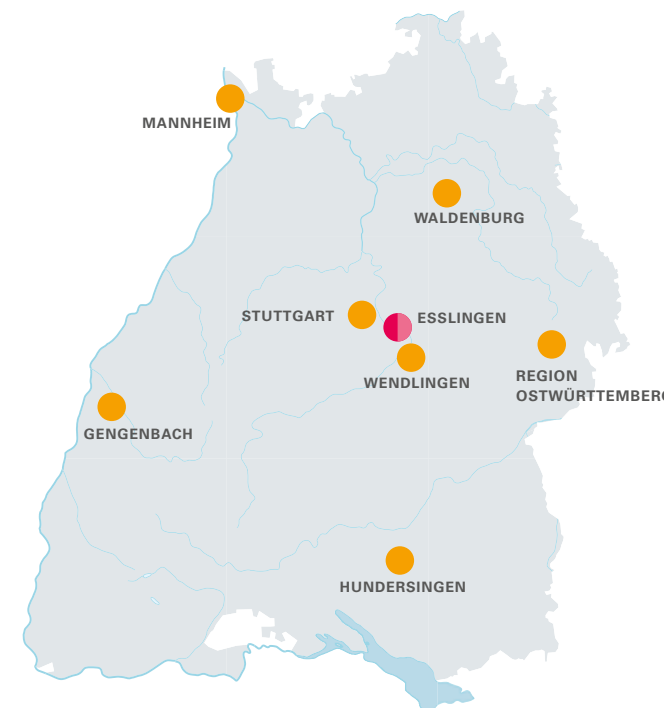 MANNHEIM
WALDENBURG
STUTTGART
ESSLINGEN
WENDLINGEN
REGION
OSTWÜRTTEMBERG
GENGENBACH
HUNDERSINGEN